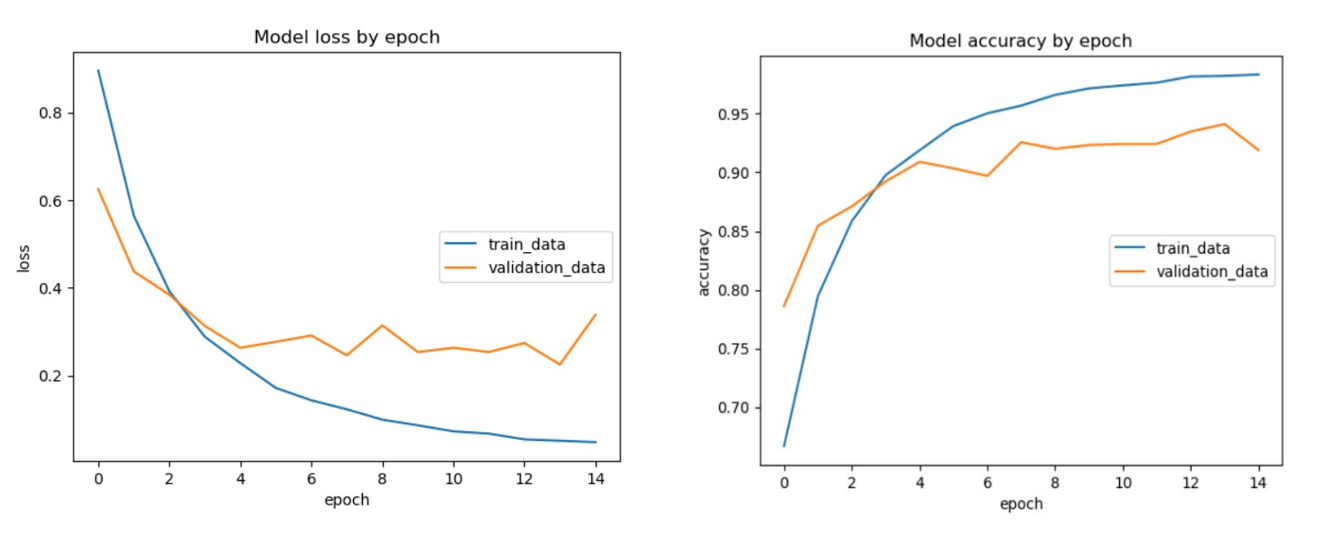 Model loss by epoch
loss
0.8
0.6
0.4
0.2
train_data
validation_data
0 2 4 6 8 10 12 14
epoch
Model accuracy by epoch
accuracy
0.95
0.90
0.85
0.80
0.75
0.70
train_data
validation_data
0 2 4 6 8 10 12 14
epoch